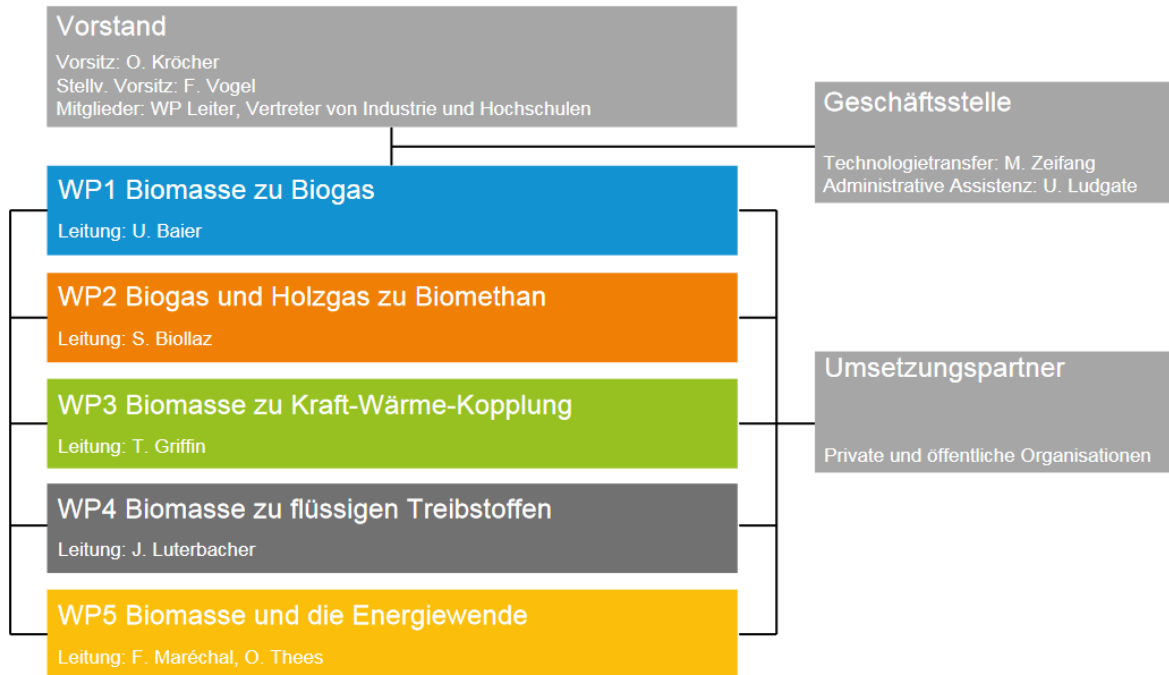 Vorstand
Vorsitz: O. Kröcher
Stellv. Vorsitz: F. Vogel
Mitglieder: WP Leiter, Vertreter von Industrie und Hochschulen
Geschäftsstelle
Technologietransfer: M. Zeifang
Administrative Assistenz: U. Ludgate
WP1 Biomasse zu Biogas
Leitung: U. Baier
WP2 Biogas und Holzgas zu Biomethan
Leitung: S. Biollaz
WP3 Biomasse zu Kraft-Wärme-Kopplung
Leitung: T. Griffin
Umsetzungspartner
Private und öffentliche Organisationen
WP4 Biomasse zu flüssigen Treibstoffen
Leitung: J. Luterbacher
WP5 Biomasse und die Energiewende
Leitung: F. Maréchal, O. Thees